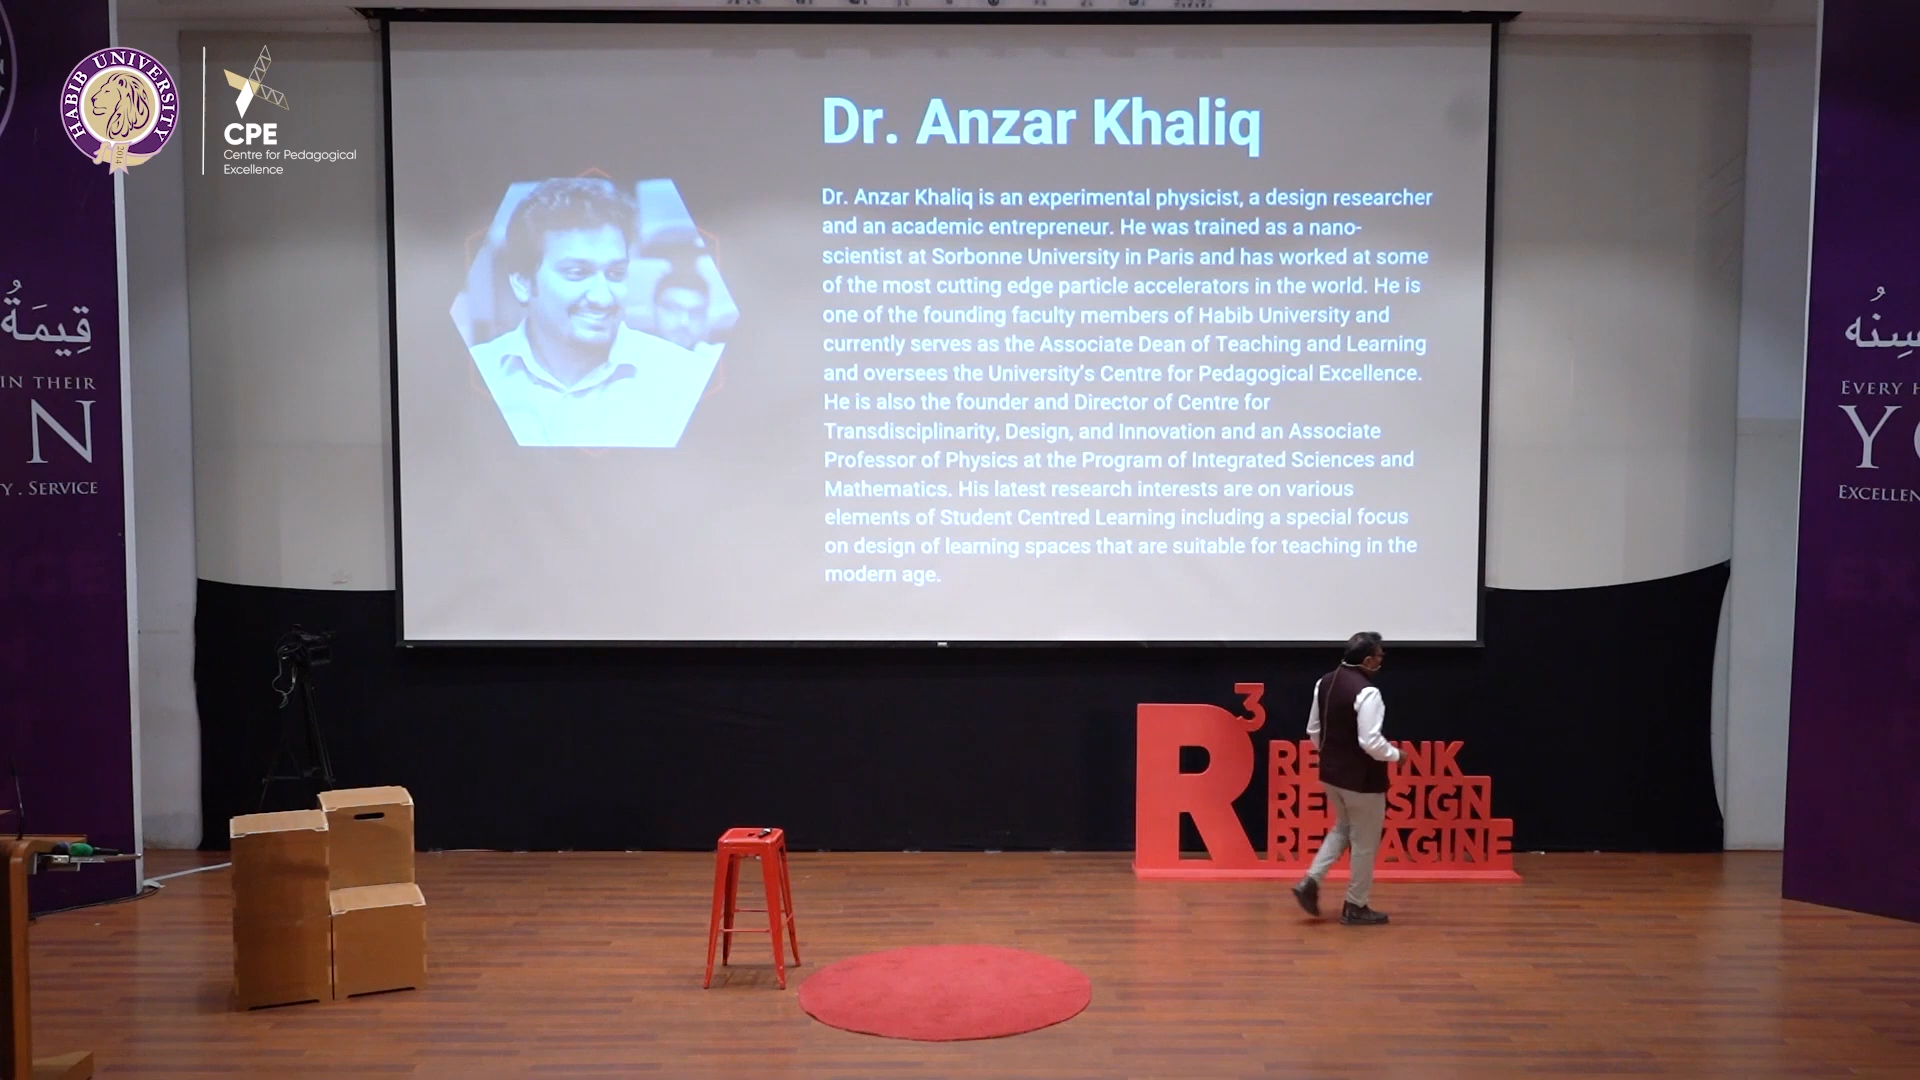 HABIB UNIVERSITY
2014
CPE
Centre for Pedagogical
Excellence
Dr. Anzar Khaliq
Dr. Anzar Khaliq is an experimental physicist, a design researcher
and an academic entrepreneur. He was trained as a nano-
scientist at Sorbonne University in Paris and has worked at some
of the most cutting edge particle accelerators in the world. He is
one of the founding faculty members of Habib University and
currently serves as the Associate Dean of Teaching and Learning
and oversees the University's Centre for Pedagogical Excellence.
He is also the founder and Director of Centre for
Transdisciplinarity, Design, and Innovation and an Associate
Professor of Physics at the Program of Integrated Sciences and
Mathematics. His latest research interests are on various
elements of Student Centred Learning including a special focus
on design of learning spaces that are suitable for teaching in the
modern age.
قِيمَةُ
IN THEIR
N
Y . SERVICE
EVERY
R3
REDESIGN
REIMAGINE